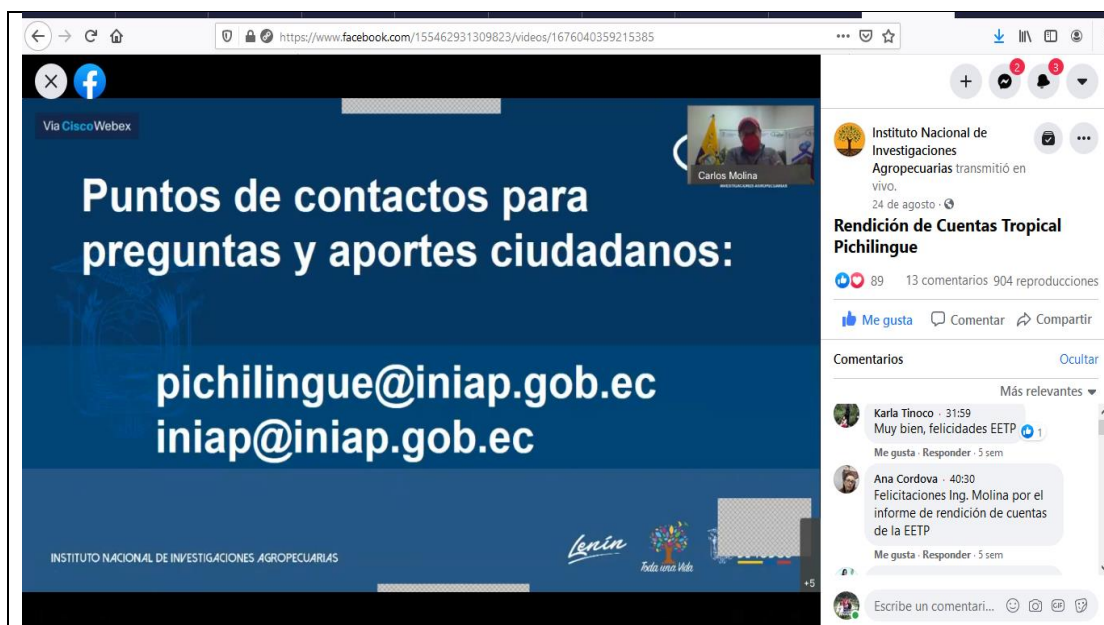 https://www.facebook.com/155462931309823/videos/1676040359215385
Via Cisco Webex
Carlos Molina
Puntos de contactos para
preguntas y aportes ciudadanos:
pichilingue@iniap.gob.ec
iniap@iniap.gob.ec
INSTITUTO NACIONAL DE INVESTIGACIONES AGROPECUARIAS
Lenín
Toda una Vida
+5
2
3
Instituto Nacional de
Investigaciones
Agropecuarias transmitió en
vivo.
24 de agosto ·
Rendición de Cuentas Tropical
Pichilingue
89 13 comentarios 904 reproducciones
Me gusta Comentar Compartir
Comentarios Ocultar
Más relevantes
Karla Tinoco · 31:59
Muy bien, felicidades EETP
1
Me gusta · Responder · 5 sem
Ana Cordova · 40:30
Felicitaciones Ing. Molina por el
informe de rendición de cuentas
de la EETP
Me gusta · Responder · 5 sem
Escribe un comentari...
GIF